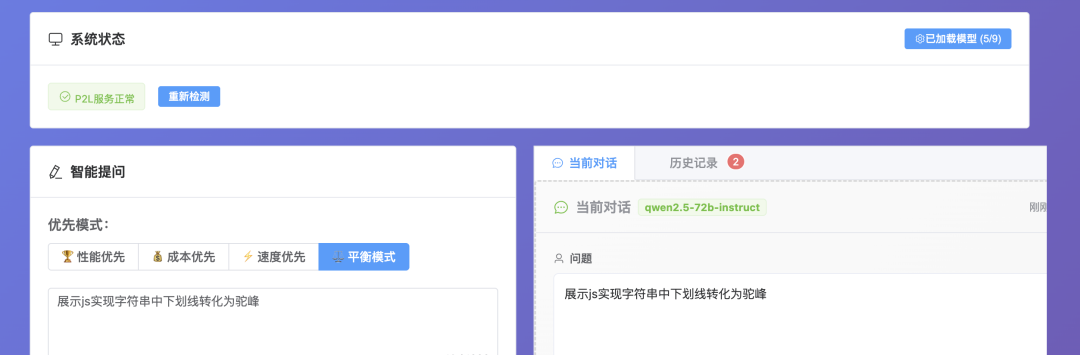 系统状态
已加载模型 (5/9)
P2L服务正常
重新检测
智能提问
优先模式：
性能优先
成本优先
速度优先
平衡模式
展示js实现字符串中下划线转化为驼峰
当前对话
历史记录 2
当前对话 qwen2.5-72b-instruct
刚刚
问题
展示js实现字符串中下划线转化为驼峰